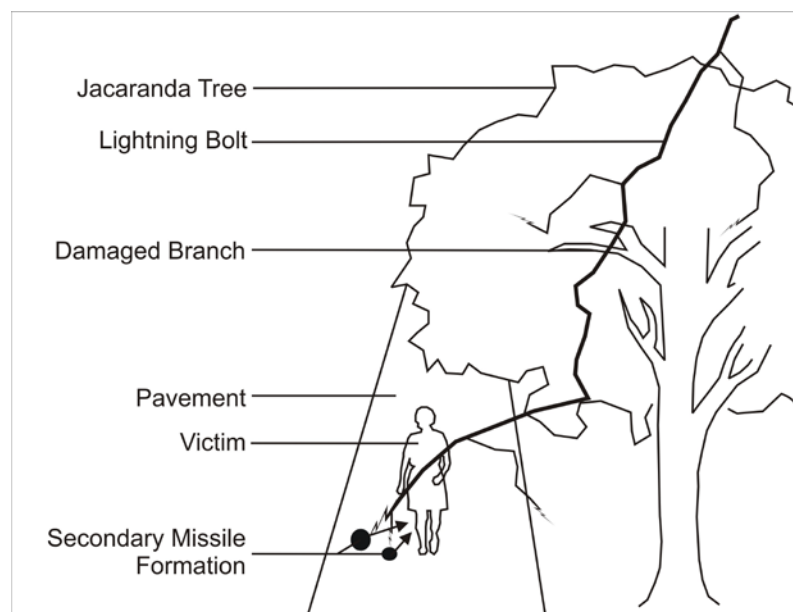 Jacaranda Tree
Lightning Bolt
Damaged Branch
Pavement
Victim
Secondary Missile
Formation